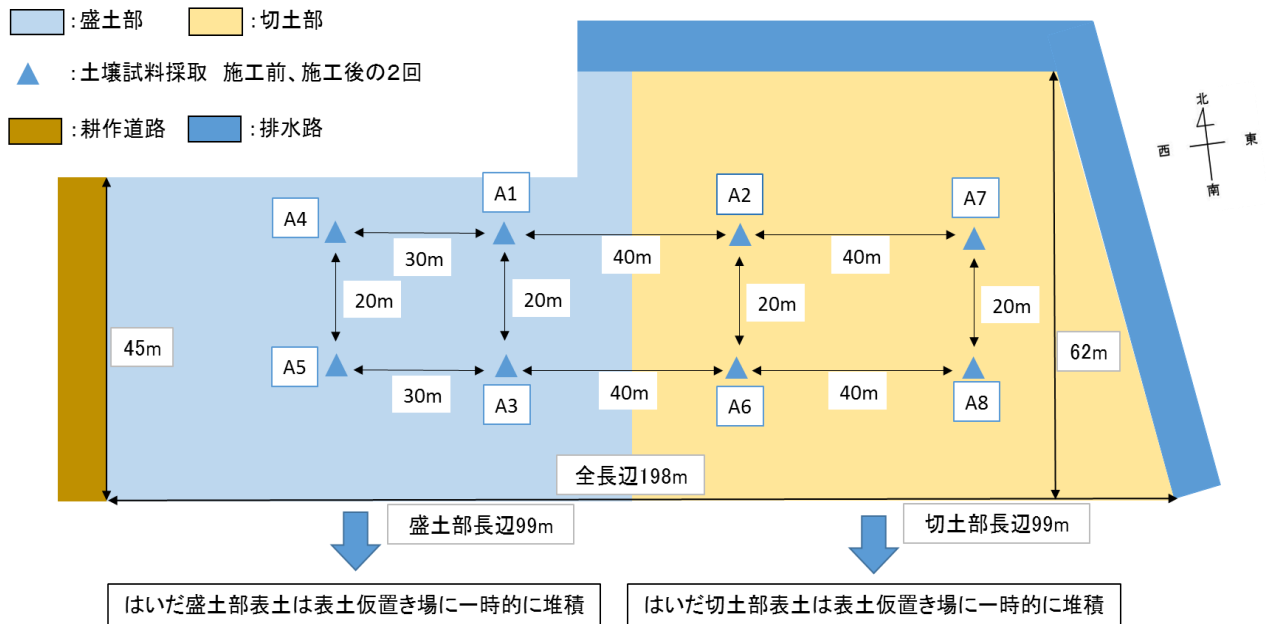 :盛土部
:切土部
:土壌試料採取 施工前、施工後の2回
:耕作道路
:排水路
北
西
東
南
A4
A1
A2
A7
30m
40m
40m
20m
20m
20m
20m
45m
62m
A5
A3
A6
A8
30m
40m
40m
全長辺198m
盛土部長辺99m
切土部長辺99m
はいだ盛土部表土は表土仮置き場に一時的に堆積
はいだ切土部表土は表土仮置き場に一時的に堆積